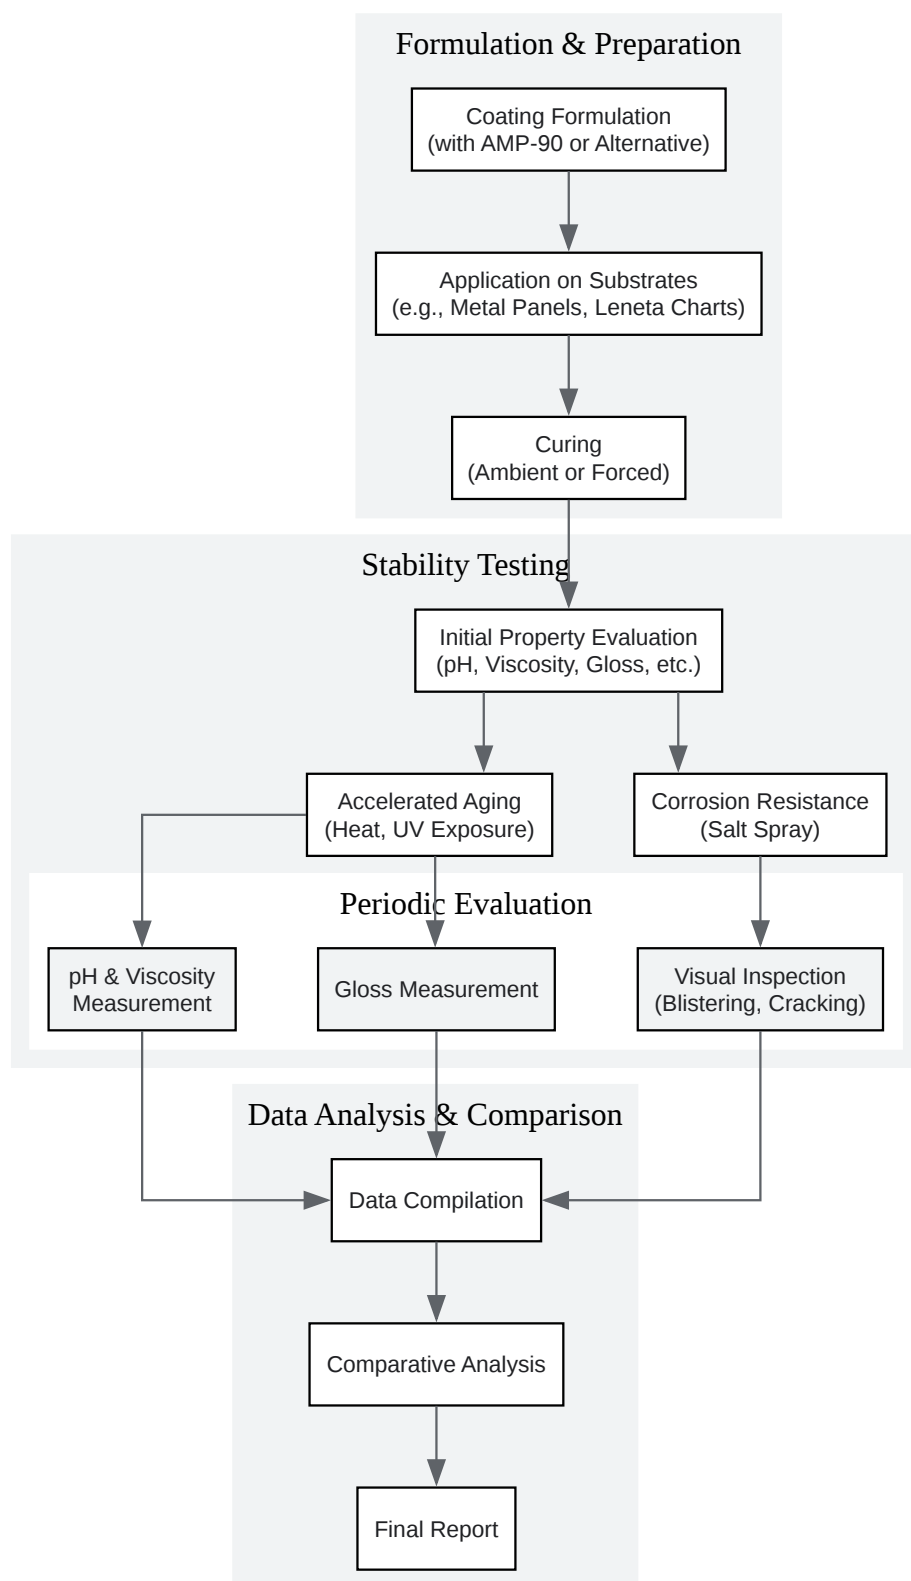 Formulation & Preparation
Coating Formulation
(with AMP-90 or Alternative)
Application on Substrates
(e.g., Metal Panels, Leneta Charts)
Curing
(Ambient or Forced)
Stability Testing
Initial Property Evaluation
(pH, Viscosity, Gloss, etc.)
Accelerated Aging
(Heat, UV Exposure)
Corrosion Resistance
(Salt Spray)
Periodic Evaluation
pH & Viscosity
Measurement
Gloss Measurement
Visual Inspection
(Blistering, Cracking)
Data Analysis & Comparison
Data Compilation
Comparative Analysis
Final Report